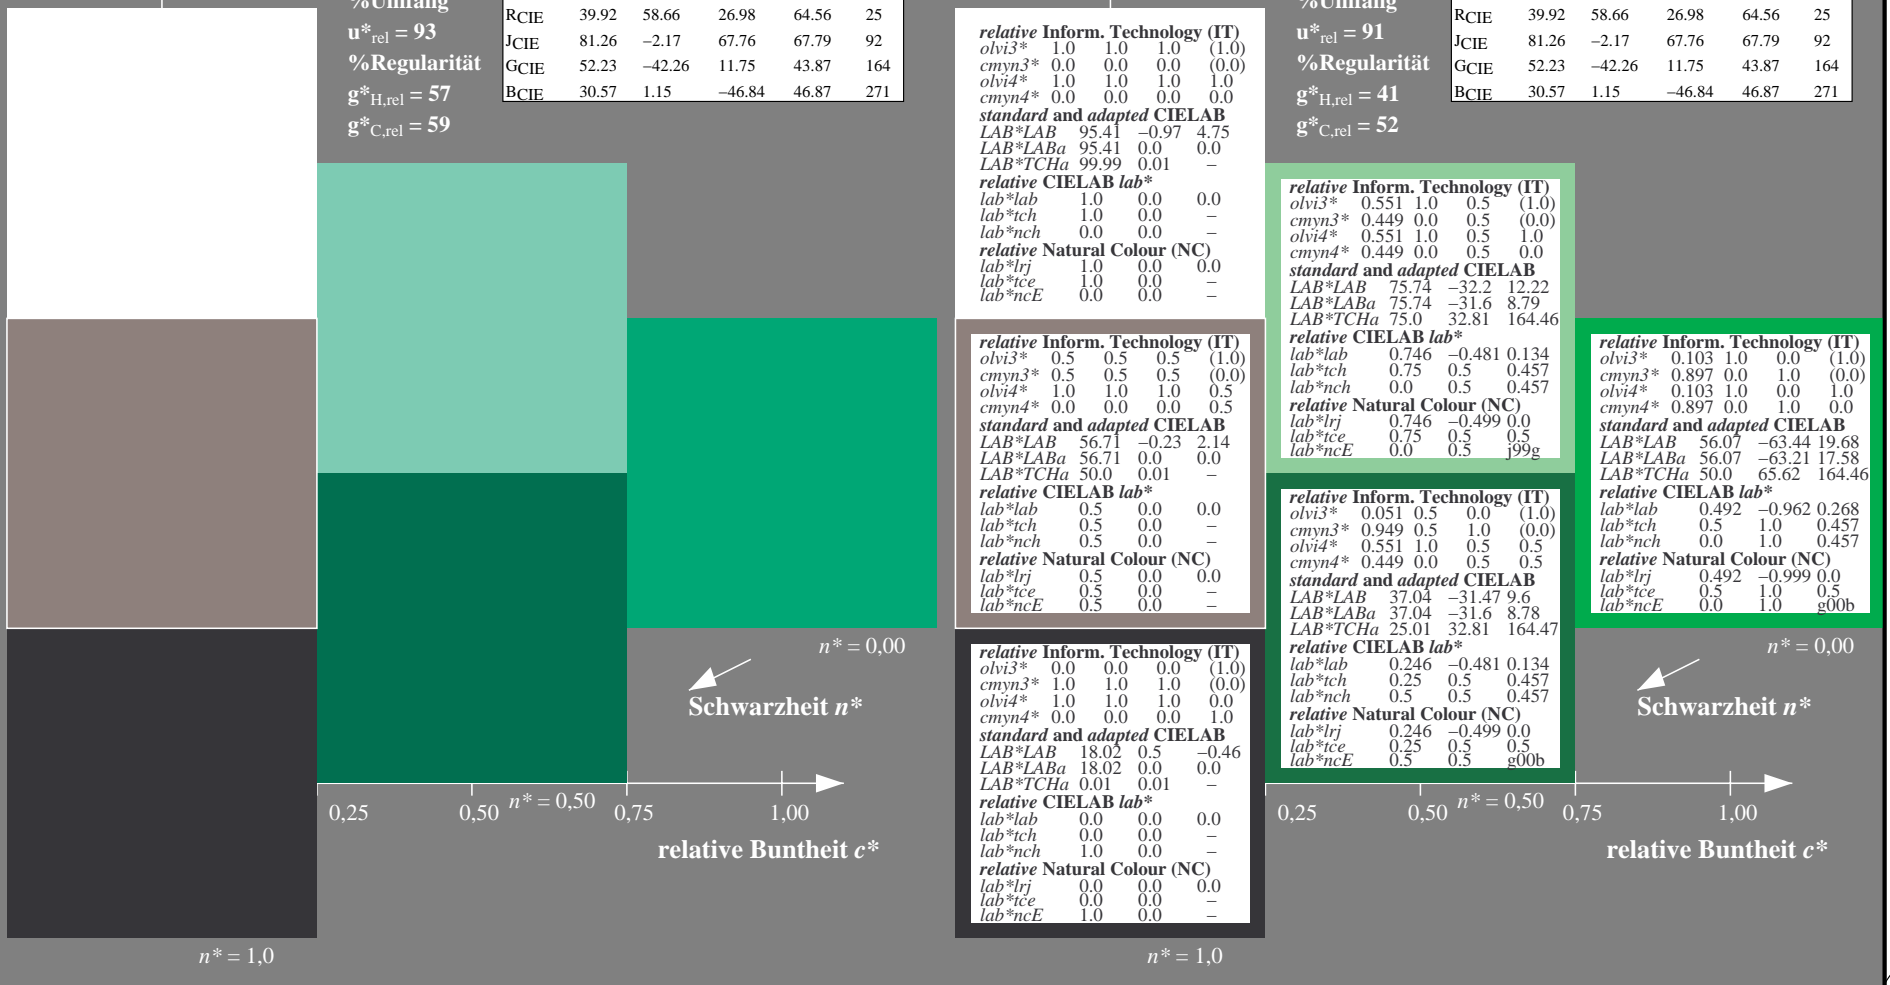 %Umfang
u*rel = 93
%Regularität
g*H,rel = 57
g*C,rel = 59
RCIE 39.92 58.66 26.98 64.56 25
JCIE 81.26 −2.17 67.76 67.79 92
GCIE 52.23 −42.26 11.75 43.87 164
BCIE 30.57 1.15 −46.84 46.87 271
n* = 0,00
Schwarzheit n*
0,25 0,50 n* = 0,50 0,75 1,00
relative Buntheit c*
n* = 1,0
relative Inform. Technology (IT)
olvi3* 1.0 1.0 1.0 (1.0)
cmyn3* 0.0 0.0 0.0 (0.0)
olvi4* 1.0 1.0 1.0 1.0
cmyn4* 0.0 0.0 0.0 0.0
standard and adapted CIELAB
LAB*LAB 95.41 −0.97 4.75
LAB*LABa 95.41 0.0 0.0
LAB*TCHa 99.99 0.01 –
relative CIELAB lab*
lab*lab 1.0 0.0 0.0
lab*tch 1.0 0.0 –
lab*nch 0.0 0.0 –
relative Natural Colour (NC)
lab*lrj 1.0 0.0 0.0
lab*tce 1.0 0.0 –
lab*ncE 0.0 0.0 –
relative Inform. Technology (IT)
olvi3* 0.5 0.5 0.5 (1.0)
cmyn3* 0.5 0.5 0.5 (0.0)
olvi4* 1.0 1.0 1.0 0.5
cmyn4* 0.0 0.0 0.0 0.5
standard and adapted CIELAB
LAB*LAB 56.71 −0.23 2.14
LAB*LABa 56.71 0.0 0.0
LAB*TCHa 50.0 0.01 –
relative CIELAB lab*
lab*lab 0.5 0.0 0.0
lab*tch 0.5 0.0 –
lab*nch 0.5 0.0 –
relative Natural Colour (NC)
lab*lrj 0.5 0.0 0.0
lab*tce 0.5 0.0 –
lab*ncE 0.5 0.0 –
relative Inform. Technology (IT)
olvi3* 0.0 0.0 0.0 (1.0)
cmyn3* 1.0 1.0 1.0 (0.0)
olvi4* 1.0 1.0 1.0 0.0
cmyn4* 0.0 0.0 0.0 1.0
standard and adapted CIELAB
LAB*LAB 18.02 0.5 −0.46
LAB*LABa 18.02 0.0 0.0
LAB*TCHa 0.01 0.01 –
relative CIELAB lab*
lab*lab 0.0 0.0 0.0
lab*tch 0.0 0.0 –
lab*nch 1.0 0.0 –
relative Natural Colour (NC)
lab*lrj 0.0 0.0 0.0
lab*tce 0.0 0.0 –
lab*ncE 1.0 0.0 –
n* = 1,0
%Umfang
u*rel = 91
%Regularität
g*H,rel = 41
g*C,rel = 52
RCIE 39.92 58.66 26.98 64.56 25
JCIE 81.26 −2.17 67.76 67.79 92
GCIE 52.23 −42.26 11.75 43.87 164
BCIE 30.57 1.15 −46.84 46.87 271
relative Inform. Technology (IT)
olvi3* 0.551 1.0 0.5 (1.0)
cmyn3* 0.449 0.0 0.5 (0.0)
olvi4* 0.551 1.0 0.5 1.0
cmyn4* 0.449 0.0 0.5 0.0
standard and adapted CIELAB
LAB*LAB 75.74 −32.2 12.22
LAB*LABa 75.74 −31.6 8.79
LAB*TCHa 75.0 32.81 164.46
relative CIELAB lab*
lab*lab 0.746 −0.481 0.134
lab*tch 0.75 0.5 0.457
lab*nch 0.0 0.5 0.457
relative Natural Colour (NC)
lab*lrj 0.746 −0.499 0.0
lab*tce 0.75 0.5 0.5
lab*ncE 0.0 0.5 j99g
relative Inform. Technology (IT)
olvi3* 0.051 0.5 0.0 (1.0)
cmyn3* 0.949 0.5 1.0 (0.0)
olvi4* 0.551 1.0 0.5 0.5
cmyn4* 0.449 0.0 0.5 0.5
standard and adapted CIELAB
LAB*LAB 37.04 −31.47 9.6
LAB*LABa 37.04 −31.6 8.78
LAB*TCHa 25.01 32.81 164.47
relative CIELAB lab*
lab*lab 0.246 −0.481 0.134
lab*tch 0.25 0.5 0.457
lab*nch 0.5 0.5 0.457
relative Natural Colour (NC)
lab*lrj 0.246 −0.499 0.0
lab*tce 0.25 0.5 0.5
lab*ncE 0.5 0.5 g00b
relative Inform. Technology (IT)
olvi3* 0.103 1.0 0.0 (1.0)
cmyn3* 0.897 0.0 1.0 (0.0)
olvi4* 0.103 1.0 0.0 1.0
cmyn4* 0.897 0.0 1.0 0.0
standard and adapted CIELAB
LAB*LAB 56.07 −63.44 19.68
LAB*LABa 56.07 −63.21 17.58
LAB*TCHa 50.0 65.62 164.46
relative CIELAB lab*
lab*lab 0.492 −0.962 0.268
lab*tch 0.5 1.0 0.457
lab*nch 0.0 1.0 0.457
relative Natural Colour (NC)
lab*lrj 0.492 −0.999 0.0
lab*tce 0.5 1.0 0.5
lab*ncE 0.0 1.0 g00b
n* = 0,00
Schwarzheit n*
0,25 0,50 n* = 0,50 0,75 1,00
relative Buntheit c*